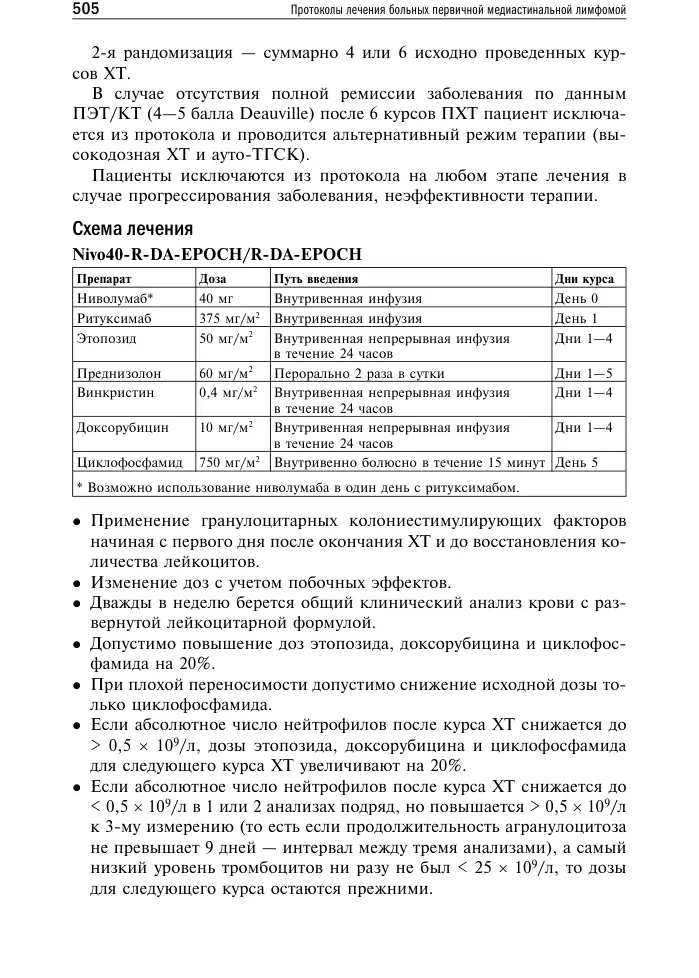 505 Протоколы лечения больных первичной медиастинальной лимфомой
2-я рандомизация — суммарно 4 или 6 исходно проведенных кур-
сов ХТ.
В случае отсутствия полной ремиссии заболевания по данным
ПЭТ/КТ (4—5 балла Deauville) после 6 курсов ПХТ пациент исключа-
ется из протокола и проводится альтернативный режим терапии (вы-
сокодозная ХТ и ауто-ТГСК).
Пациенты исключаются из протокола на любом этапе лечения в
случае прогрессирования заболевания, неэффективности терапии.
Схема лечения
Nivo40-R-DA-EPOCH/R-DA-EPOCH
Препарат Доза Путь введения Дни курса
Ниволумаб* 40 мг Внутривенная инфузия День 0
Ритуксимаб 375 мг/м² Внутривенная инфузия День 1
Этопозид 50 мг/м² Внутривенная непрерывная инфузия Дни 1—4
в течение 24 часов
Преднизолон 60 мг/м² Перорально 2 раза в сутки Дни 1—5
Винкристин 0,4 мг/м² Внутривенная непрерывная инфузия Дни 1—4
в течение 24 часов
Доксорубицин 10 мг/м² Внутривенная непрерывная инфузия Дни 1—4
в течение 24 часов
Циклофосфамид 750 мг/м² Внутривенно болюсно в течение 15 минут День 5
* Возможно использование ниволумаба в один день с ритуксимабом.
● Применение гранулоцитарных колониестимулирующих факторов
начиная с первого дня после окончания ХТ и до восстановления ко-
личества лейкоцитов.
● Изменение доз с учетом побочных эффектов.
● Дважды в неделю берется общий клинический анализ крови с раз-
вернутой лейкоцитарной формулой.
● Допустимо повышение доз этопозида, доксорубицина и циклофос-
фамида на 20%.
● При плохой переносимости допустимо снижение исходной дозы то-
лько циклофосфамида.
● Если абсолютное число нейтрофилов после курса ХТ снижается до
> 0,5 × 10⁹/л, дозы этопозида, доксорубицина и циклофосфамида
для следующего курса ХТ увеличивают на 20%.
● Если абсолютное число нейтрофилов после курса ХТ снижается до
< 0,5 × 10⁹/л в 1 или 2 анализах подряд, но повышается > 0,5 × 10⁹/л
к 3-му измерению (то есть если продолжительность агранулоцитоза
не превышает 9 дней — интервал между тремя анализами), а самый
низкий уровень тромбоцитов ни разу не был < 25 × 10⁹/л, то дозы
для следующего курса остаются прежними.